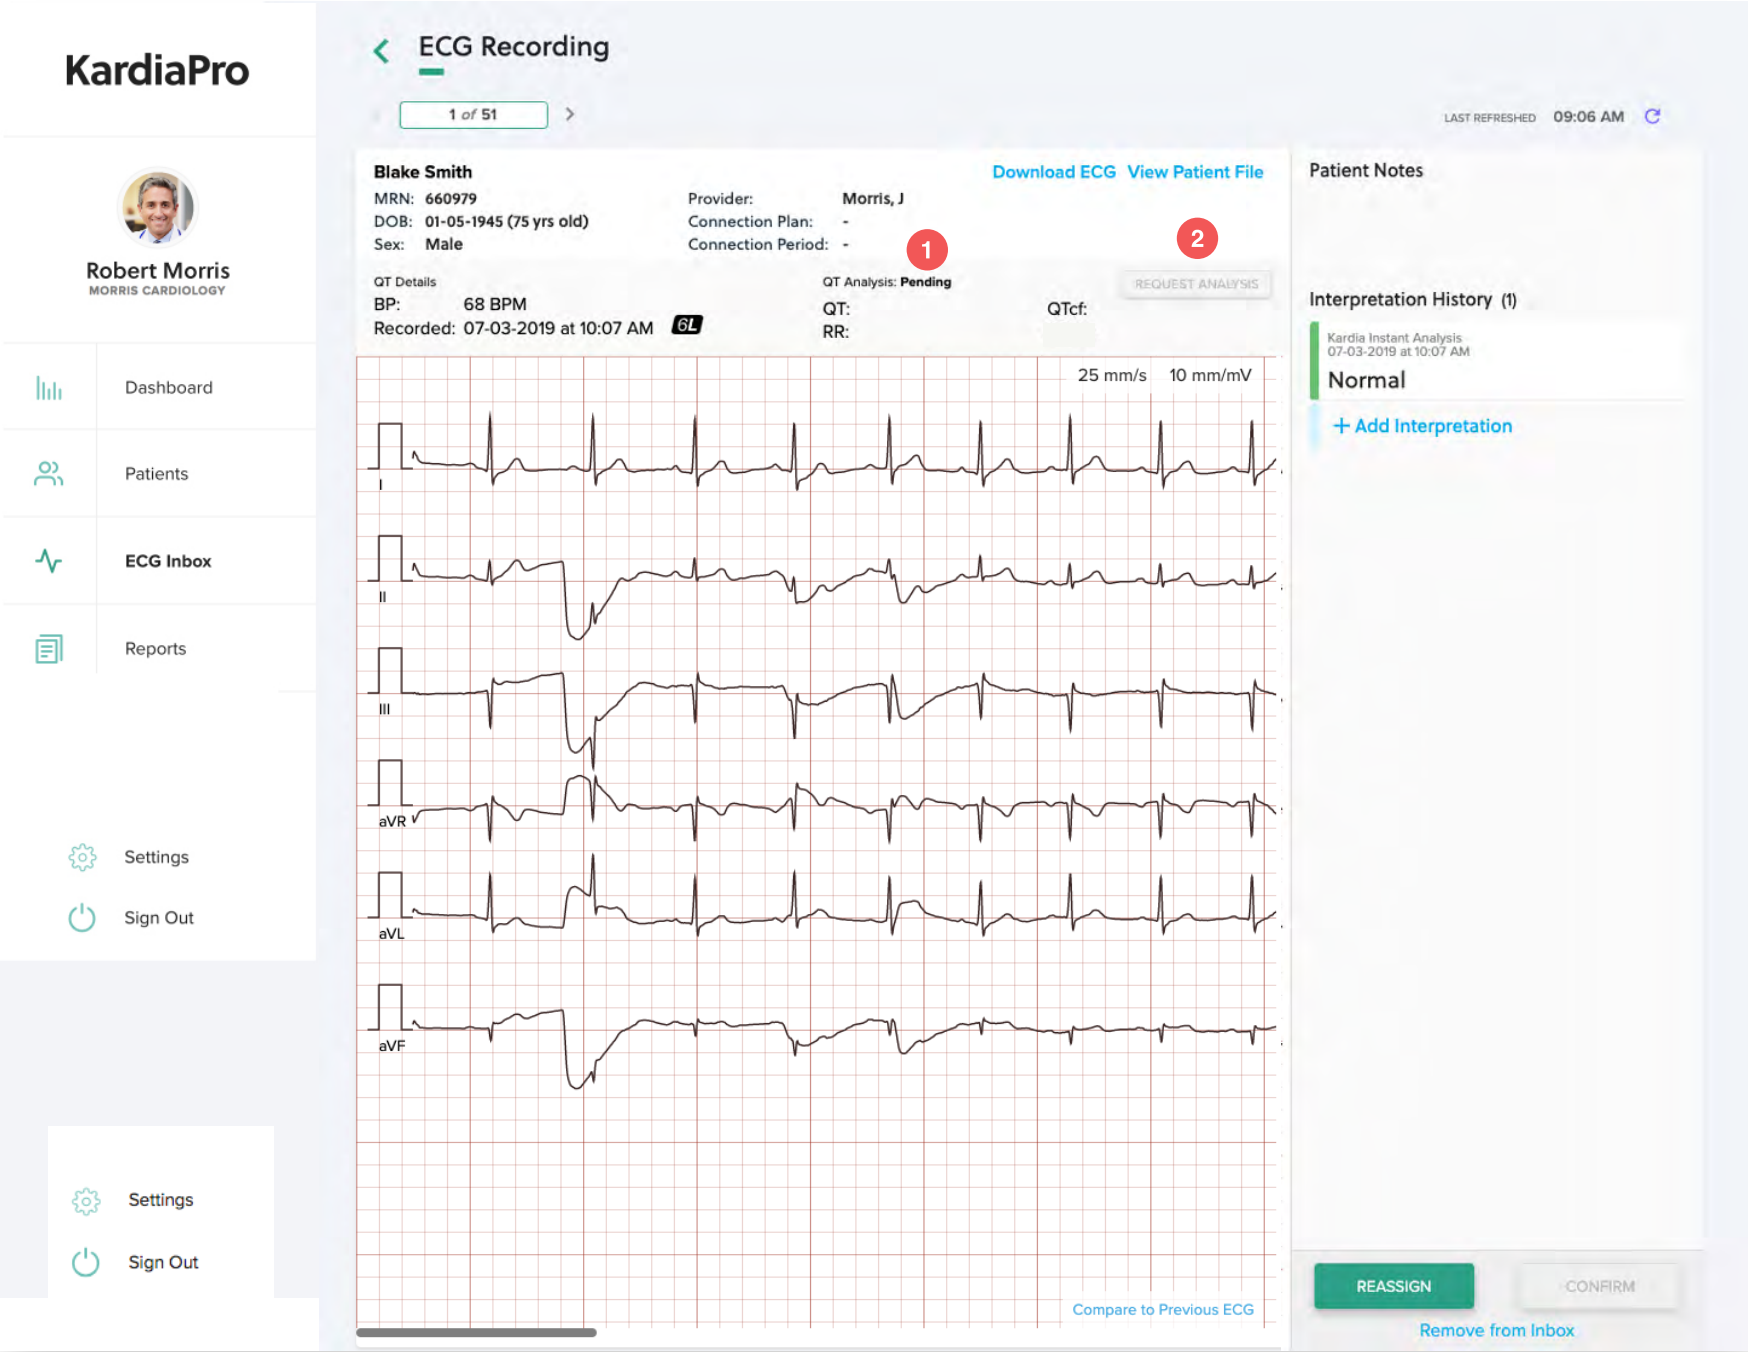 KardiaPro
Robert Morris
MORRIS CARDIOLOGY
Dashboard
Patients
ECG Inbox
Reports
Settings
Sign Out
Settings
Sign Out
ECG Recording
1 of 51
LAST REFRESHED 09:06 AM
Blake Smith
Download ECG View Patient File
MRN: 660979
DOB: 01-05-1945 (75 yrs old)
Sex: Male
Provider: Morris, J
Connection Plan: -
Connection Period: -
1
2
QT Details
BP: 68 BPM
Recorded: 07-03-2019 at 10:07 AM 6L
QT Analysis: Pending
QT:
RR:
QTcf:
REQUEST ANALYSIS
25 mm/s 10 mm/mV
I
II
III
aVR
aVL
aVF
Compare to Previous ECG
Patient Notes
Interpretation History (1)
Kardia Instant Analysis
07-03-2019 at 10:07 AM
Normal
+ Add Interpretation
REASSIGN
CONFIRM
Remove from Inbox